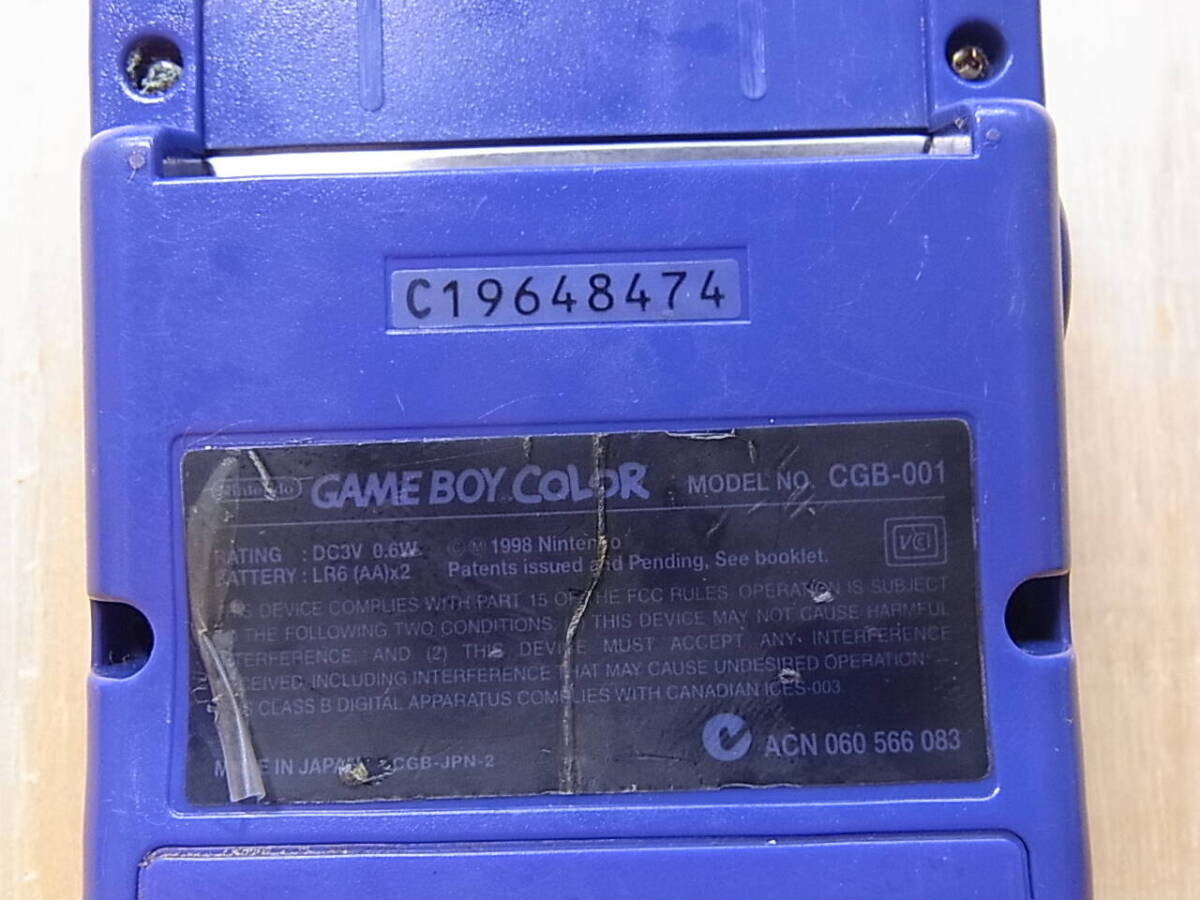 C19648474
Nintendo GAME BOY COLOR MODEL NO. CGB-001
RATING : DC3V 0.6W © Ⓜ 1998 Nintendo
BATTERY : LR6 (AA)x2 Patents issued and Pending, See booklet.
VCI
THIS DEVICE COMPLIES WITH PART 15 OF THE FCC RULES. OPERATION IS SUBJECT
TO THE FOLLOWING TWO CONDITIONS THIS DEVICE MAY NOT CAUSE HARMFUL
INTERFERENCE AND (2) THIS DEVICE MUST ACCEPT ANY INTERFERENCE
RECEIVED, INCLUDING INTERFERENCE THAT MAY CAUSE UNDESIRED OPERATION.
THIS CLASS B DIGITAL APPARATUS COMPLIES WITH CANADIAN ICES-003
ACN 060 566 083
MADE IN JAPAN CGB-JPN-2